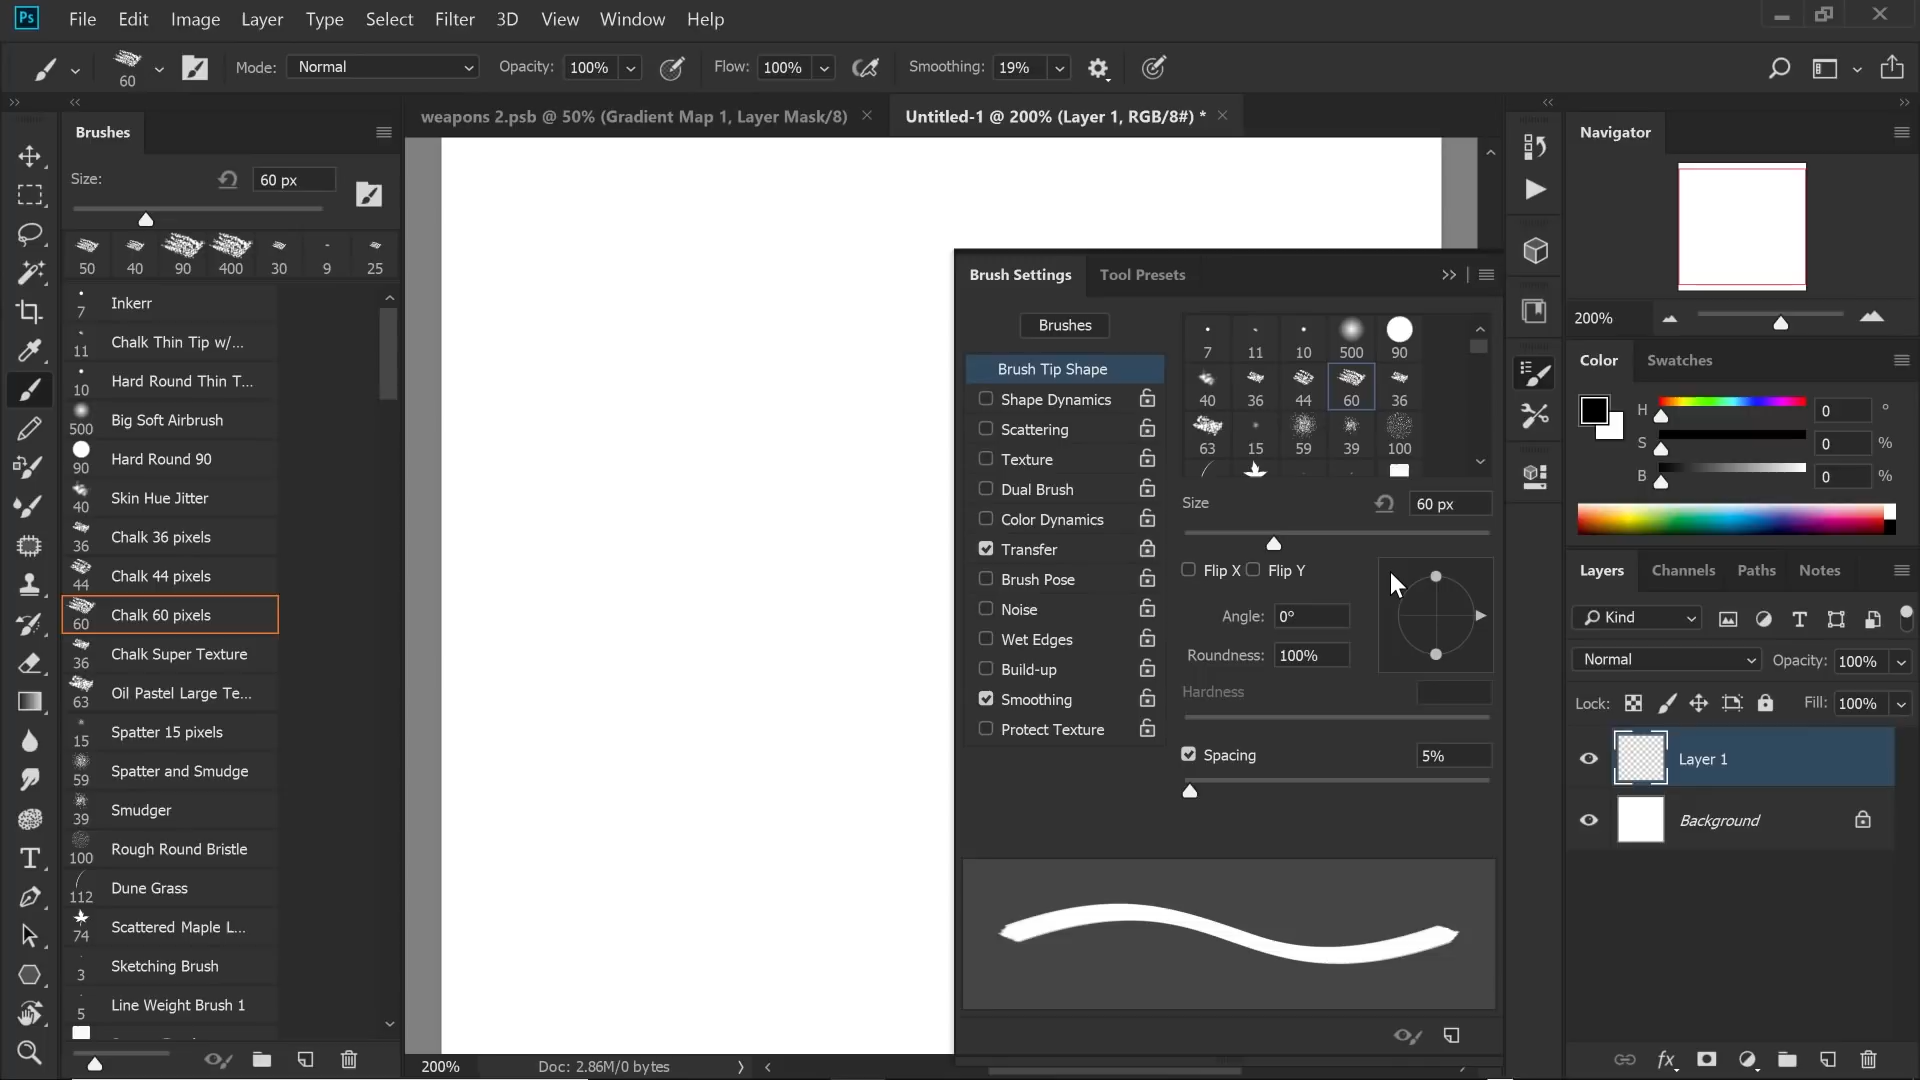 Ps File Edit Image Layer Type Select Filter 3D View Window Help
60 Mode: Normal Opacity: 100% Flow: 100% Smoothing: 19%
Brushes
Size: 60 px
50 40 90 400 30 9 25
7 Inkerr
11 Chalk Thin Tip w/...
10 Hard Round Thin T...
500 Big Soft Airbrush
90 Hard Round 90
40 Skin Hue Jitter
36 Chalk 36 pixels
44 Chalk 44 pixels
60 Chalk 60 pixels
36 Chalk Super Texture
63 Oil Pastel Large Te...
15 Spatter 15 pixels
59 Spatter and Smudge
39 Smudger
100 Rough Round Bristle
112 Dune Grass
74 Scattered Maple L...
3 Sketching Brush
5 Line Weight Brush 1
weapons 2.psb @ 50% (Gradient Map 1, Layer Mask/8) Untitled-1 @ 200% (Layer 1, RGB/8#) *
Brush Settings Tool Presets
Brushes
Brush Tip Shape
Shape Dynamics
Scattering
Texture
Dual Brush
Color Dynamics
Transfer
Brush Pose
Noise
Wet Edges
Build-up
Smoothing
Protect Texture
7 11 10 500 90
40 36 44 60 36
63 15 59 39 100
Size 60 px
Flip X Flip Y
Angle: 0°
Roundness: 100%
Hardness
Spacing 5%
200% Doc: 2.86M/0 bytes
Navigator
200%
Color Swatches
H 0 °
S 0 %
B 0 %
Layers Channels Paths Notes
Kind
Normal Opacity: 100%
Lock: Fill: 100%
Layer 1
Background
fx